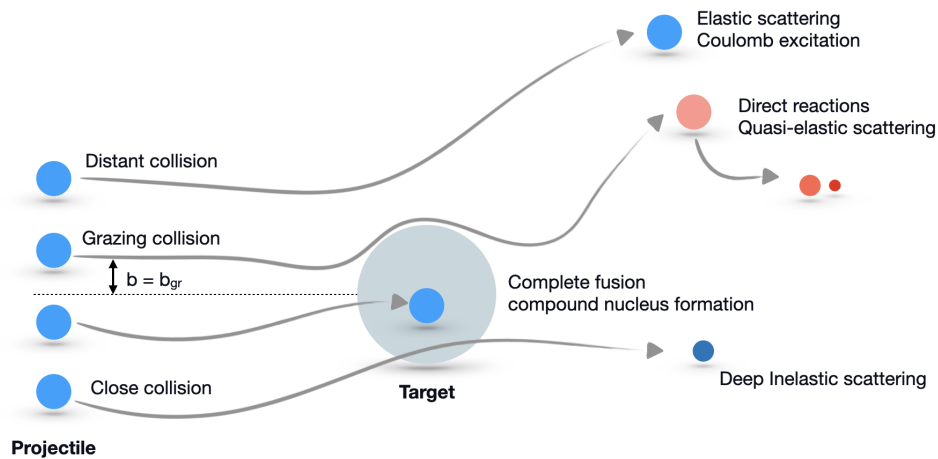 Elastic scattering
Coulomb excitation
Direct reactions
Quasi-elastic scattering
Distant collision
Grazing collision
b = bgr
Complete fusion
compound nucleus formation
Close collision
Target
Deep Inelastic scattering
Projectile